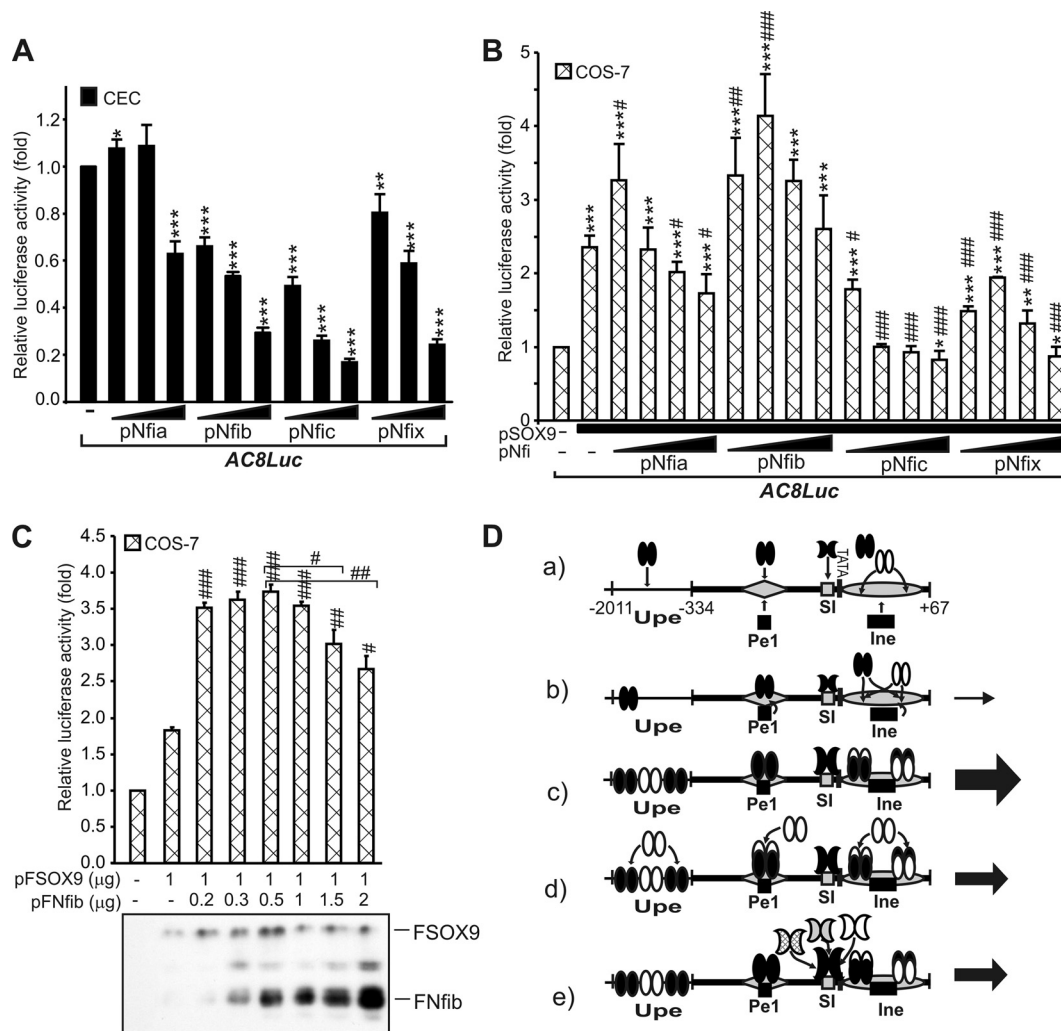 A
CEC
Relative luciferase activity (fold)
1.2
1.0
0.8
0.6
0.4
0.2
0.0
*
***
***
***
***
***
***
***
**
***
***
–
pNfia
pNfib
pNfic
pNfix
AC8Luc
B
COS-7
Relative luciferase activity (fold)
5
4
3
2
1
0
***
***#
***
***#
***#
***##
***###
***
***
***#
###
###
*###
***###
***###
**###
*###
pSOX9 –
pNfi – –
pNfia
pNfib
pNfic
pNfix
AC8Luc
C
COS-7
Relative luciferase activity (fold)
4.5
4.0
3.5
3.0
2.5
2.0
1.5
1.0
0.5
0.0
###
###
###
###
##
#
#
##
pFSOX9 (µg) - 1 1 1 1 1 1 1
pFNfib (µg) - - 0.2 0.3 0.5 1 1.5 2
FSOX9
FNfib
D
a)
-2011
-334
+67
TATA
SI
Upe
Pe1
Ine
b)
SI
Pe1
Ine
c)
Upe
Pe1
SI
Ine
d)
Upe
Pe1
SI
Ine
e)
Upe
Pe1
SI
Ine